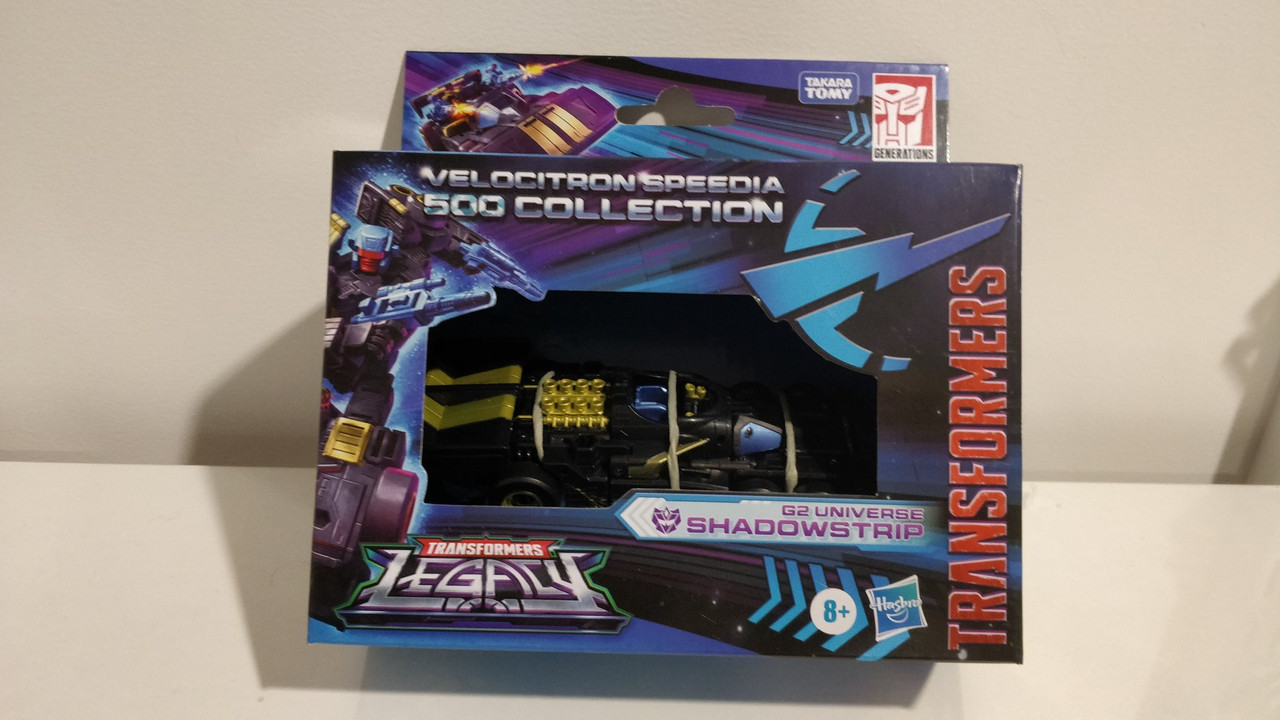 TAKARA
TOMY
GENERATIONS
VELOCITRON SPEEDIA
500 COLLECTION
TRANSFORMERS
G2 UNIVERSE
SHADOWSTRIP
TRANSFORMERS
LEGACY
8+
Hasbro